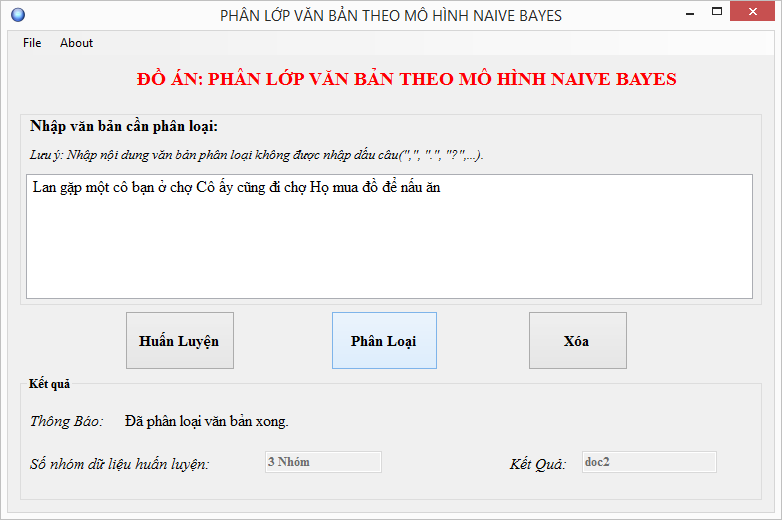 PHÂN LỚP VĂN BẢN THEO MÔ HÌNH NAIVE BAYES
File About
ĐỒ ÁN: PHÂN LỚP VĂN BẢN THEO MÔ HÌNH NAIVE BAYES
Nhập văn bản cần phân loại:
Lưu ý: Nhập nội dung văn bản phân loại không được nhập dấu câu(",", ".", "?",...).
Lan gặp một cô bạn ở chợ Cô ấy cũng đi chợ Họ mua đồ để nấu ăn
Huấn Luyện Phân Loại Xóa
Kết quả
Thông Báo: Đã phân loại văn bản xong.
Số nhóm dữ liệu huấn luyện: 3 Nhóm Kết Quả: doc2